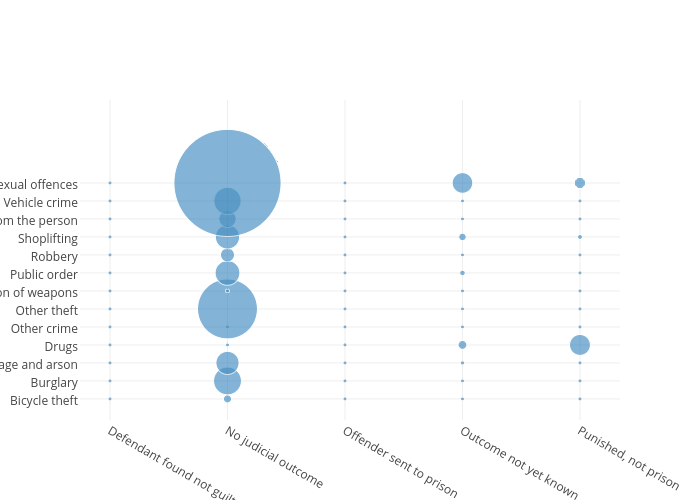 exual offences
Vehicle crime
om the person
Shoplifting
Robbery
Public order
on of weapons
Other theft
Other crime
Drugs
age and arson
Burglary
Bicycle theft
Defendant found not guilt
No judicial outcome
Offender sent to prison
Outcome not yet known
Punished, not prison